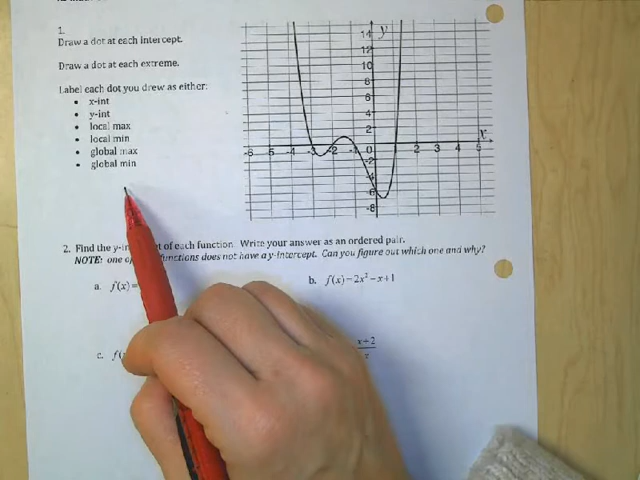 1.
Draw a dot at each intercept.
Draw a dot at each extreme.
Label each dot you drew as either:
• x-int
• y-int
• local max
• local min
• global max
• global min
y
14
12
10
8
6
4
2
x
-6 -5 -4 -3 -2 -1 0 2 3 4 5
-2
-4
-6
-8
2. Find the y-in of each function. Write your answer as an ordered pair.
NOTE: one functions does not have a y-intercept. Can you figure out which one and why?
a. f(x)=
b. f(x)=2x²-x+1
c.
x+2
x